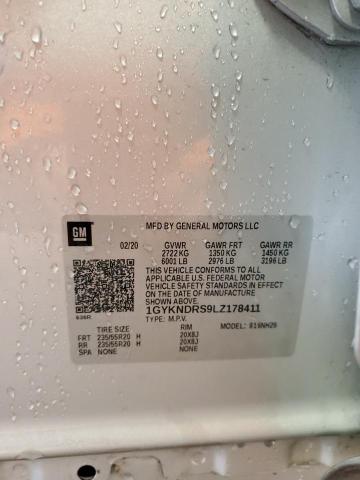 GM
MFD BY GENERAL MOTORS LLC
02/20 GVWR GAWR FRT GAWR RR
2722 KG 1350 KG 1450 KG
6001 LB 2976 LB 3196 LB
THIS VEHICLE CONFORMS TO ALL
APPLICABLE U.S. FEDERAL MOTOR
VEHICLE SAFETY STANDARDS IN EFFECT
ON THE DATE OF MANUFACTURE
SHOWN ABOVE.
1GYKNDRS9LZ178411
TYPE: M.P.V.
TIRE SIZE RIM MODEL:
FRT 235/55R20 H 20X8J
RR 235/55R20 H 20X8J
SPA NONE NONE